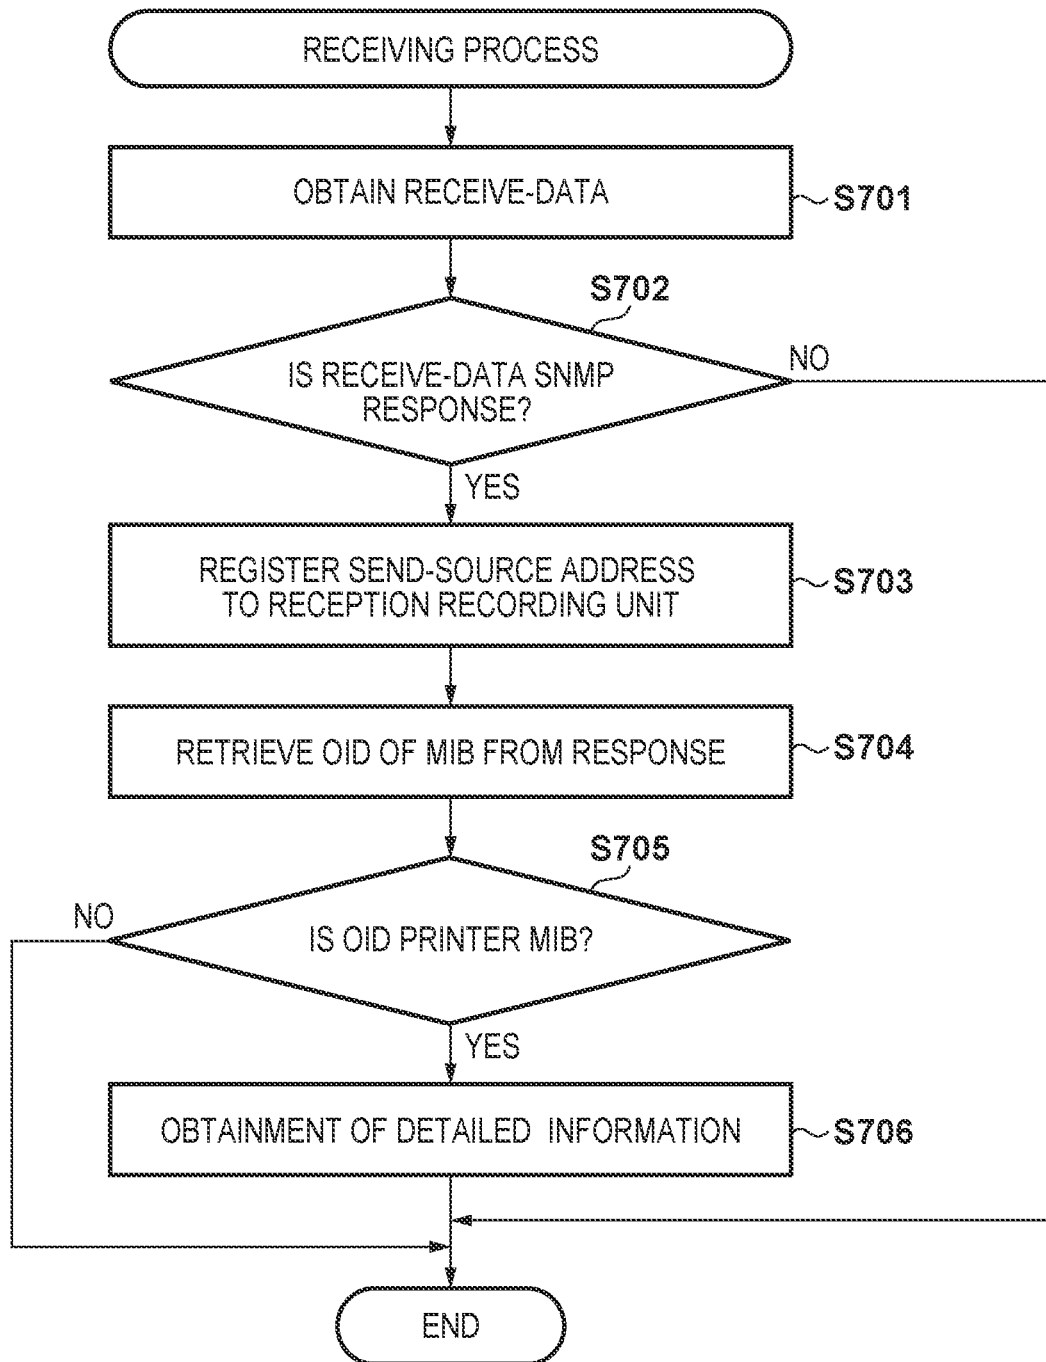 RECEIVING PROCESS
OBTAIN RECEIVE-DATA
S701
S702
IS RECEIVE-DATA SNMP
RESPONSE?
NO
YES
REGISTER SEND-SOURCE ADDRESS
TO RECEPTION RECORDING UNIT
S703
RETRIEVE OID OF MIB FROM RESPONSE
S704
S705
NO
IS OID PRINTER MIB?
YES
OBTAINMENT OF DETAILED INFORMATION
S706
END